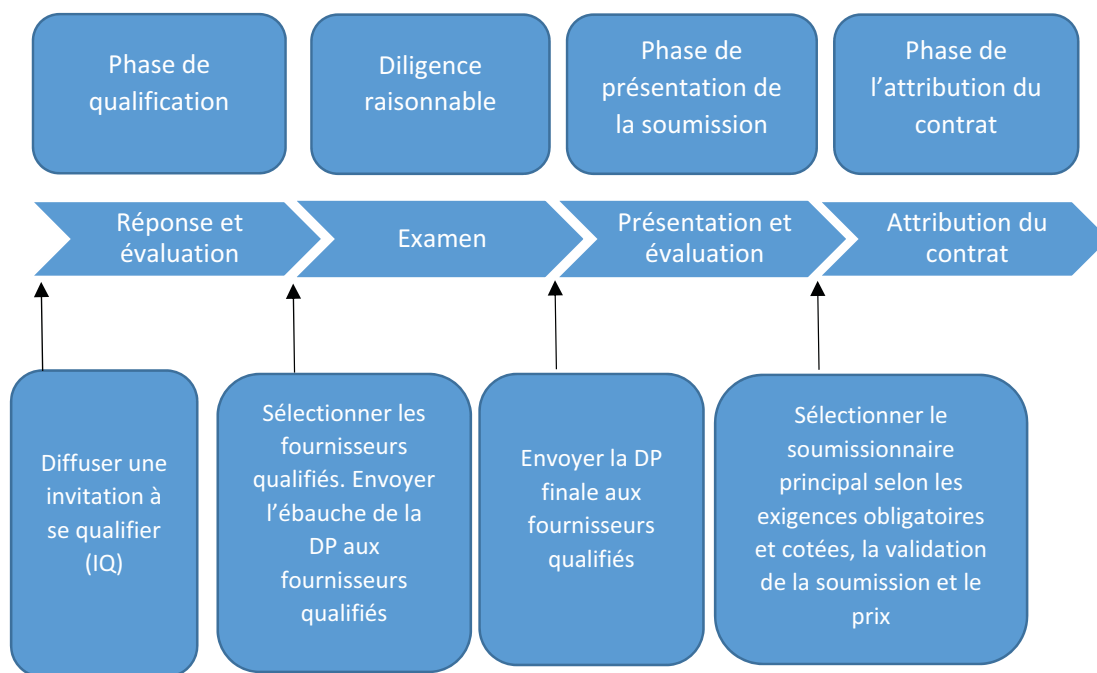 Phase de
qualification
Diligence
raisonnable
Phase de
présentation de
la soumission
Phase de
l’attribution du
contrat
Réponse et
évaluation
Examen
Présentation et
évaluation
Attribution du
contrat
Diffuser une
invitation à
se qualifier
(IQ)
Sélectionner les
fournisseurs
qualifiés. Envoyer
l’ébauche de la
DP aux
fournisseurs
qualifiés
Envoyer la DP
finale aux
fournisseurs
qualifiés
Sélectionner le
soumissionnaire
principal selon les
exigences obligatoires
et cotées, la validation
de la soumission et le
prix